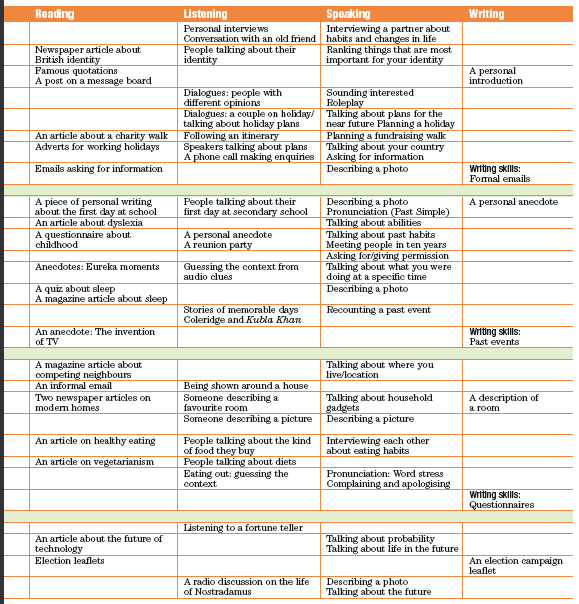 Reading Listening Speaking Writing
Personal interviews
Conversation with an old friend
Interviewing a partner about
habits and changes in life
Newspaper article about
British identity
People talking about their
identity
Ranking things that are most
important for your identity
Famous quotations
A post on a message board
A personal
introduction
Dialogues: people with
different opinions
Sounding interested
Roleplay
Dialogues: a couple on holiday/
talking about holiday plans
Talking about plans for the
near future Planning a holiday
An article about a charity walk
Following an itinerary
Planning a fundraising walk
Adverts for working holidays
Speakers talking about plans
A phone call making enquiries
Talking about your country
Asking for information
Emails asking for information
Describing a photo
Writing skills:
Formal emails
A piece of personal writing
about the first day at school
People talking about their
first day at secondary school
Describing a photo
Pronunciation (Past Simple)
A personal anecdote
An article about dyslexia
Talking about abilities
A questionnaire about
childhood
A personal anecdote
A reunion party
Talking about past habits
Meeting people in ten years
Asking for/giving permission
Anecdotes: Eureka moments
Guessing the context from
audio clues
Talking about what you were
doing at a specific time
A quiz about sleep
A magazine article about sleep
Describing a photo
Stories of memorable days
Coleridge and Kubla Khan
Recounting a past event
An anecdote: The invention
of TV
Writing skills:
Past events
A magazine article about
competing neighbours
Talking about where you
live/location
An informal email
Being shown around a house
Two newspaper articles on
modern homes
Someone describing a
favourite room
Talking about household
gadgets
A description of
a room
Someone describing a picture
Describing a picture
An article on healthy eating
People talking about the kind
of food they buy
Interviewing each other
about eating habits
An article on vegetarianism
People talking about diets
Eating out: guessing the
context
Pronunciation: Word stress
Complaining and apologising
Writing skills:
Questionnaires
Listening to a fortune teller
An article about the future of
technology
Talking about probability
Talking about life in the future
Election leaflets
An election campaign
leaflet
A radio discussion on the life
of Nostradamus
Describing a photo
Talking about the future